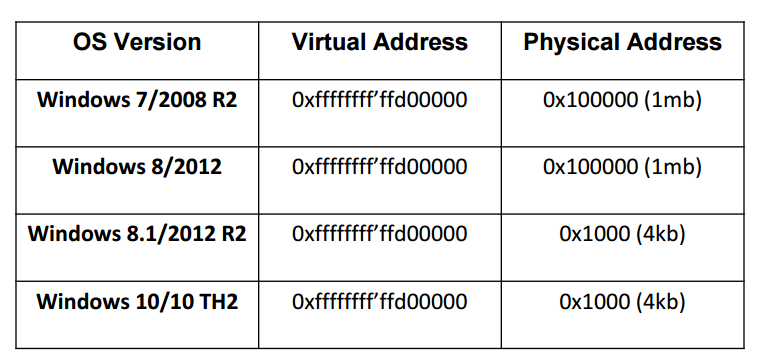 OS Version Virtual Address Physical Address
Windows 7/2008 R2 0xffffffff’ffd00000 0x100000 (1mb)
Windows 8/2012 0xffffffff’ffd00000 0x100000 (1mb)
Windows 8.1/2012 R2 0xffffffff’ffd00000 0x1000 (4kb)
Windows 10/10 TH2 0xffffffff’ffd00000 0x1000 (4kb)